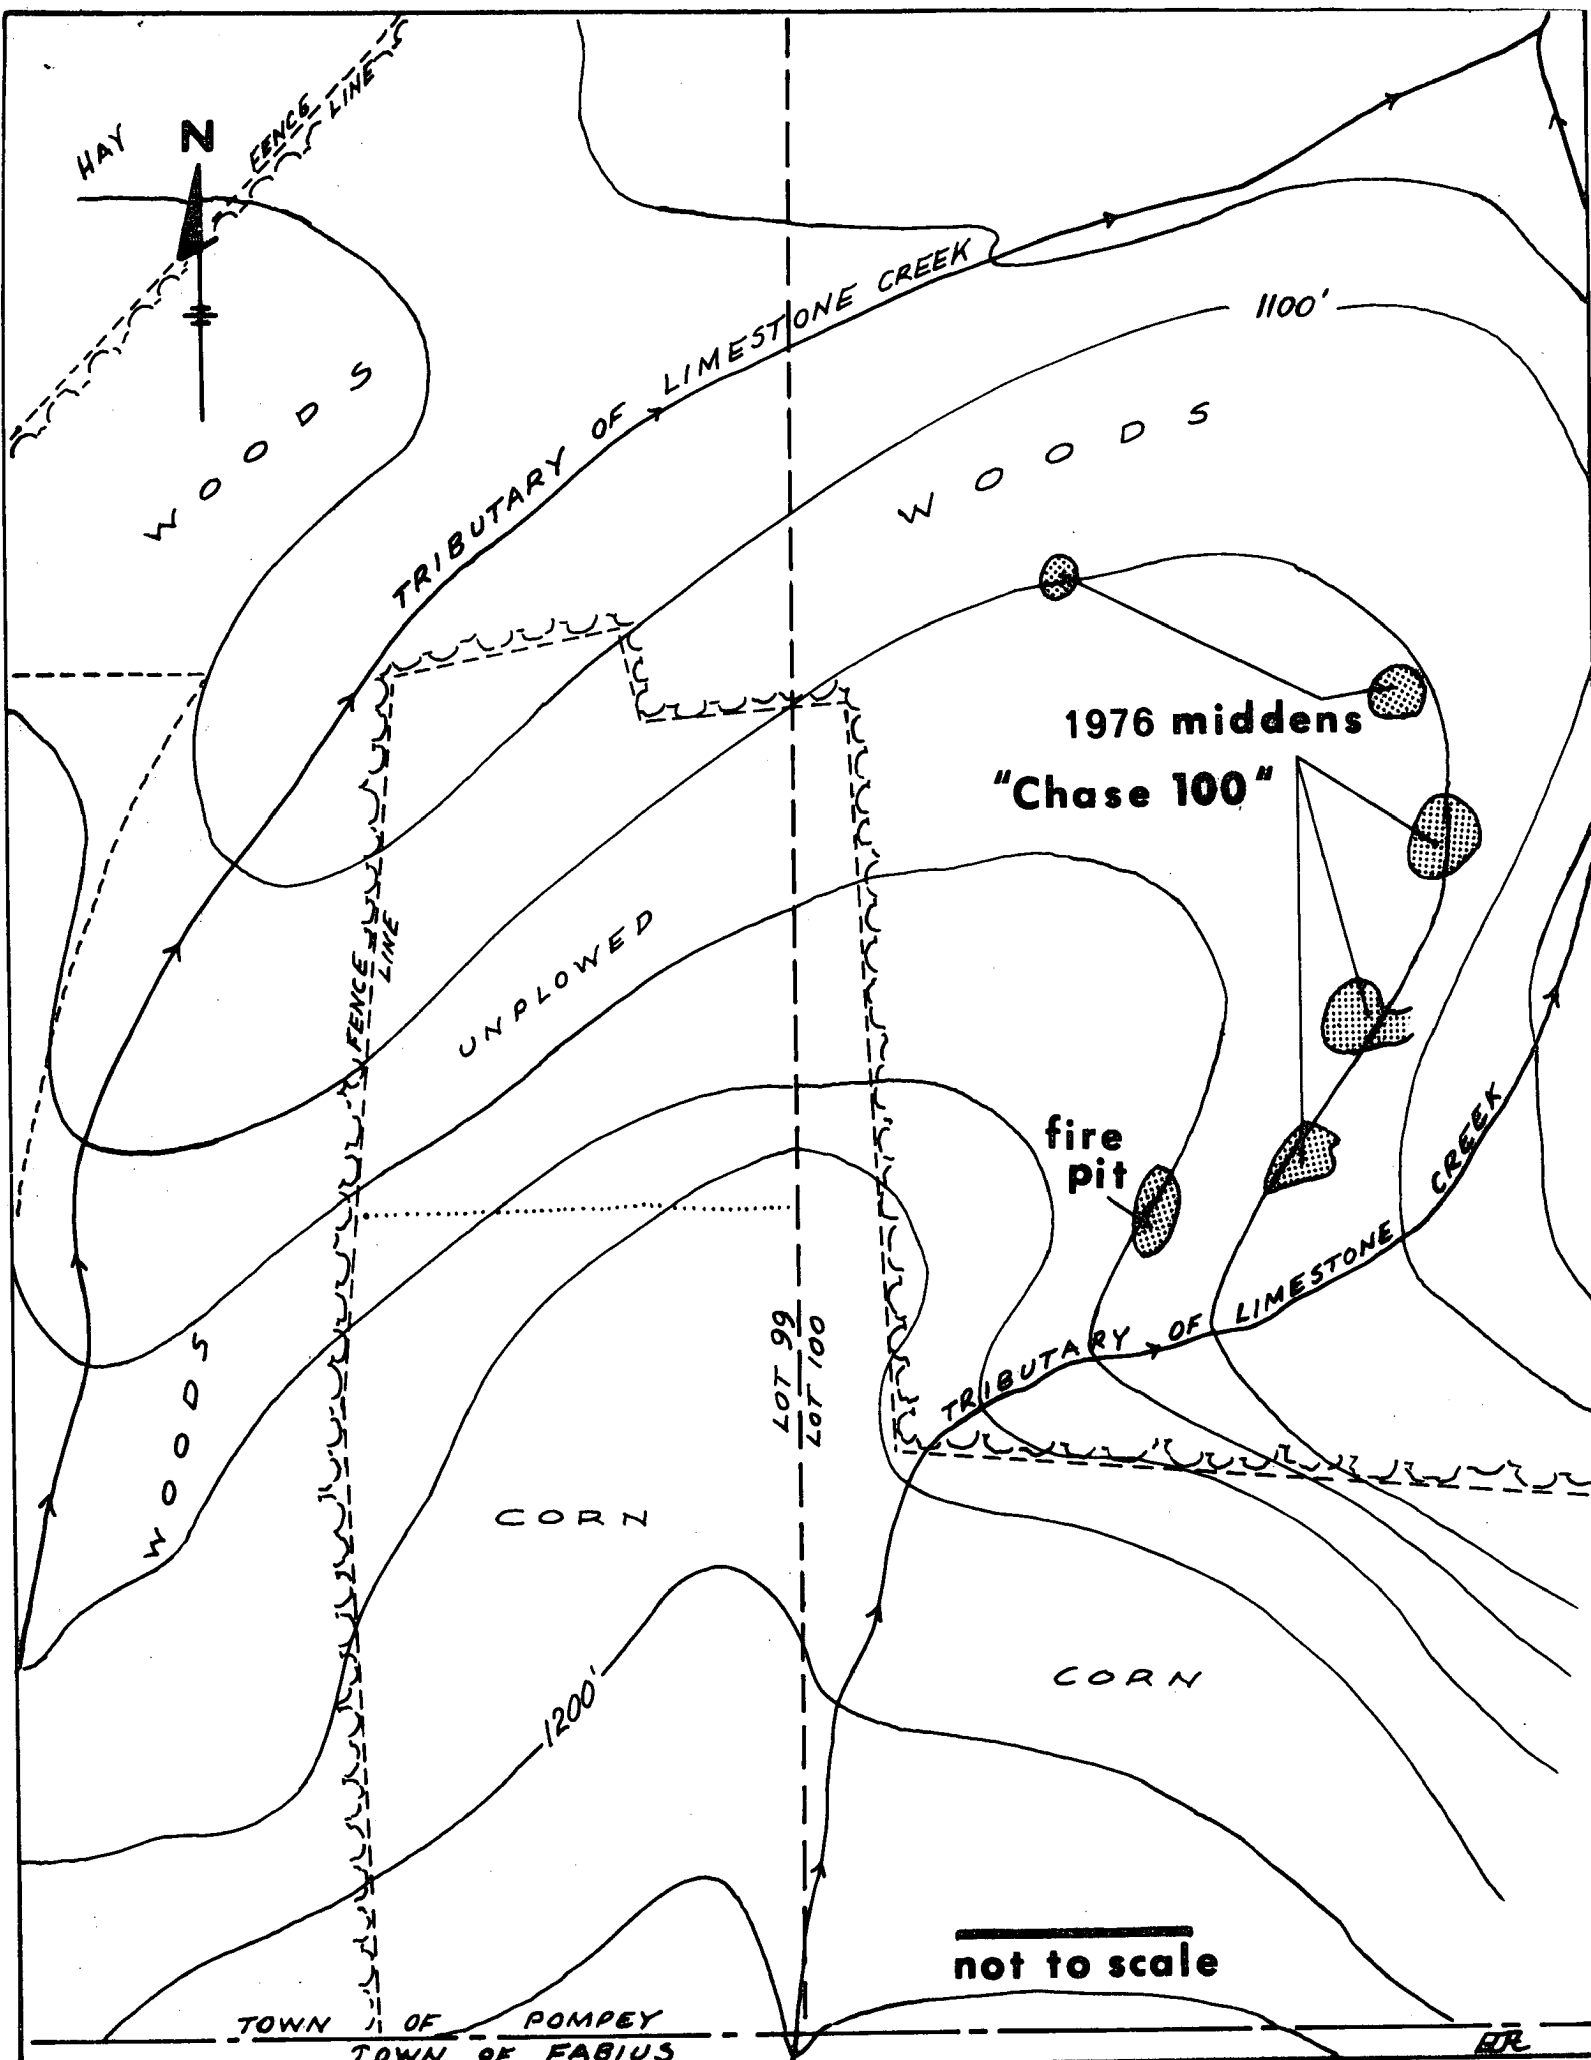 HAY
N
FENCE
LINE
WOODS
TRIBUTARY OF LIMESTONE CREEK
1100'
WOODS
1976 middens
"Chase 100"
FENCE
LINE
UNPLOWED
fire
pit
TRIBUTARY OF LIMESTONE CREEK
LOT 99
LOT 100
WOODS
CORN
CORN
1200'
not to scale
TOWN OF POMPEY
TOWN OF FABIUS